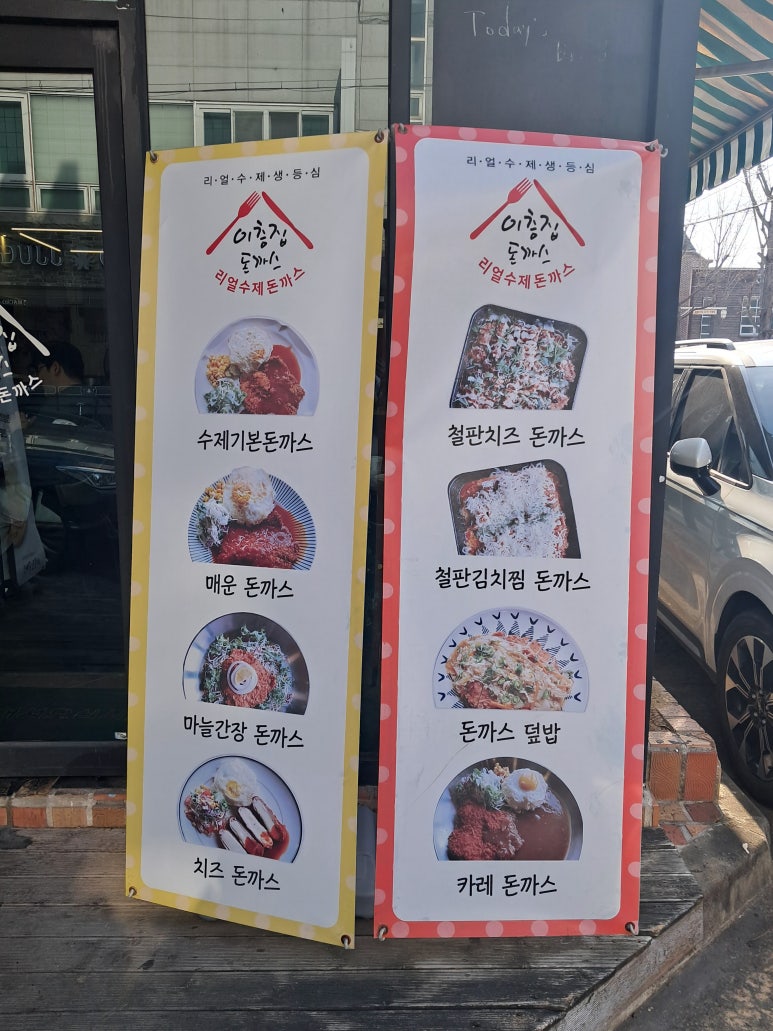 Today's
리·얼·수·제·생·등·심
이층집
돈까스
리얼수제돈까스
수제기본돈까스
매운 돈까스
마늘간장 돈까스
치즈 돈까스
리·얼·수·제·생·등·심
이층집
돈까스
리얼수제돈까스
철판치즈 돈까스
철판김치찜 돈까스
돈까스 덮밥
카레 돈까스